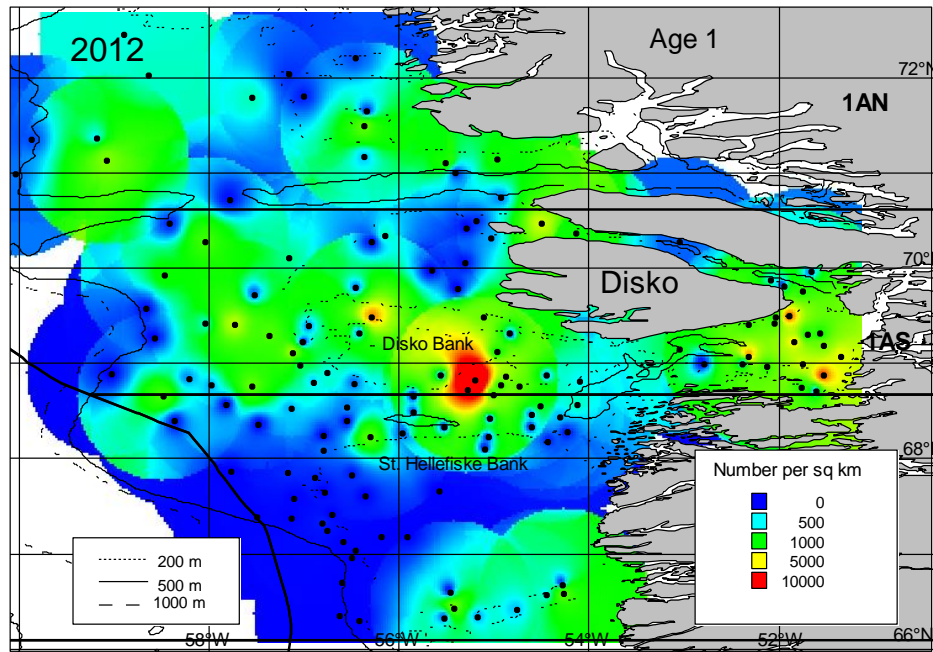 2012
Age 1
72°N
1AN
70°N
Disko
Disko Bank
1AS
68°N
St. Hellefiske Bank
Number per sq km
0
500
1000
5000
10000
200 m
500 m
1000 m
58°W
56°W
54°W
52°W
66°N